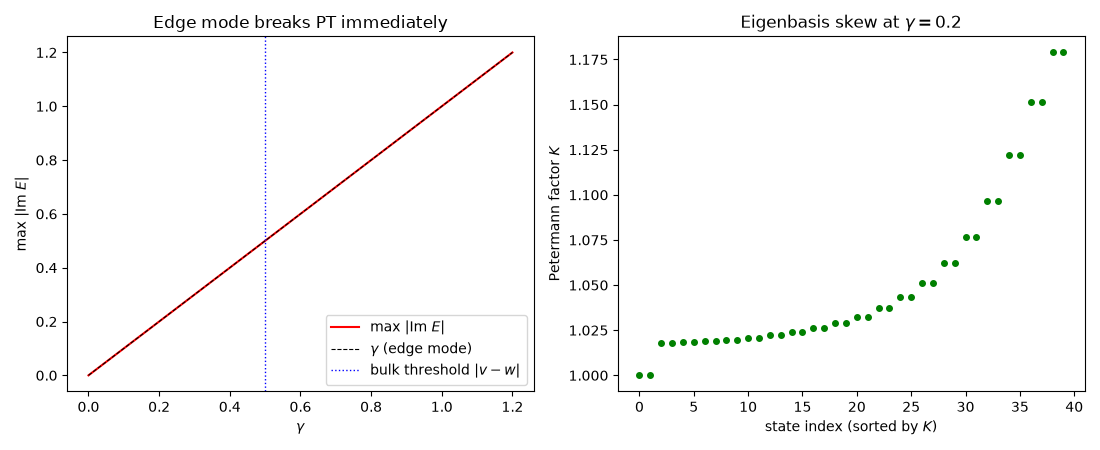 Edge mode breaks PT immediately
max |Im E|
1.2
1.0
0.8
0.6
0.4
0.2
0.0
0.0 0.2 0.4 0.6 0.8 1.0 1.2
γ
max |Im E|
γ (edge mode)
bulk threshold |v − w|
Eigenbasis skew at γ = 0.2
Petermann factor K
1.175
1.150
1.125
1.100
1.075
1.050
1.025
1.000
0 5 10 15 20 25 30 35 40
state index (sorted by K)